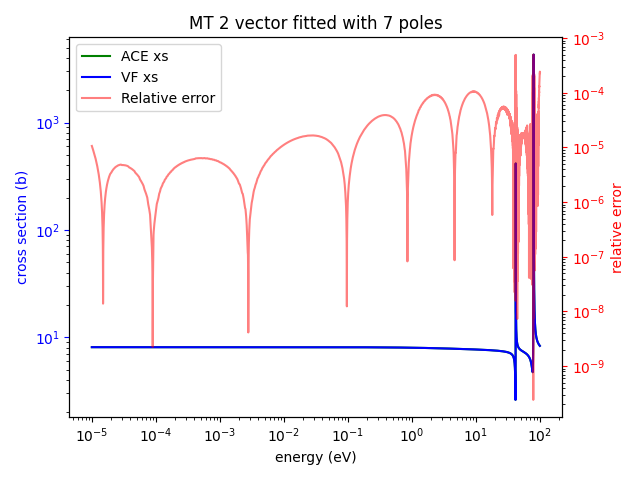 MT 2 vector fitted with 7 poles
ACE xs
VF xs
Relative error
cross section (b)
10³
10²
10¹
10⁻³
10⁻⁴
10⁻⁵
10⁻⁶
10⁻⁷
10⁻⁸
10⁻⁹
relative error
10⁻⁵ 10⁻⁴ 10⁻³ 10⁻² 10⁻¹ 10⁰ 10¹ 10²
energy (eV)